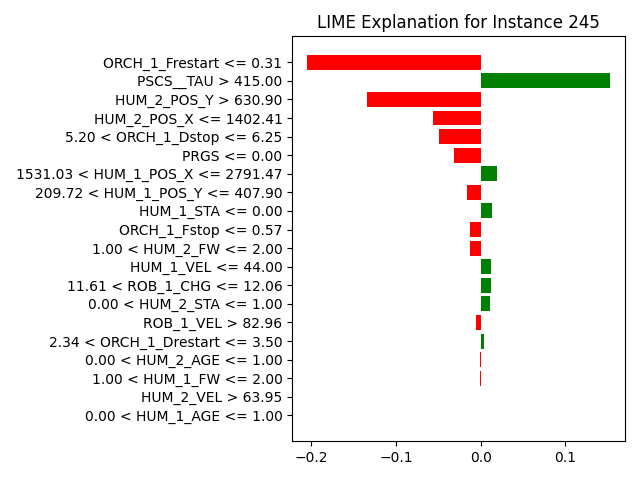 LIME Explanation for Instance 245
ORCH_1_Frestart <= 0.31
PSCS__TAU > 415.00
HUM_2_POS_Y > 630.90
HUM_2_POS_X <= 1402.41
5.20 < ORCH_1_Dstop <= 6.25
PRGS <= 0.00
1531.03 < HUM_1_POS_X <= 2791.47
209.72 < HUM_1_POS_Y <= 407.90
HUM_1_STA <= 0.00
ORCH_1_Fstop <= 0.57
1.00 < HUM_2_FW <= 2.00
HUM_1_VEL <= 44.00
11.61 < ROB_1_CHG <= 12.06
0.00 < HUM_2_STA <= 1.00
ROB_1_VEL > 82.96
2.34 < ORCH_1_Drestart <= 3.50
0.00 < HUM_2_AGE <= 1.00
1.00 < HUM_1_FW <= 2.00
HUM_2_VEL > 63.95
0.00 < HUM_1_AGE <= 1.00
−0.2 −0.1 0.0 0.1